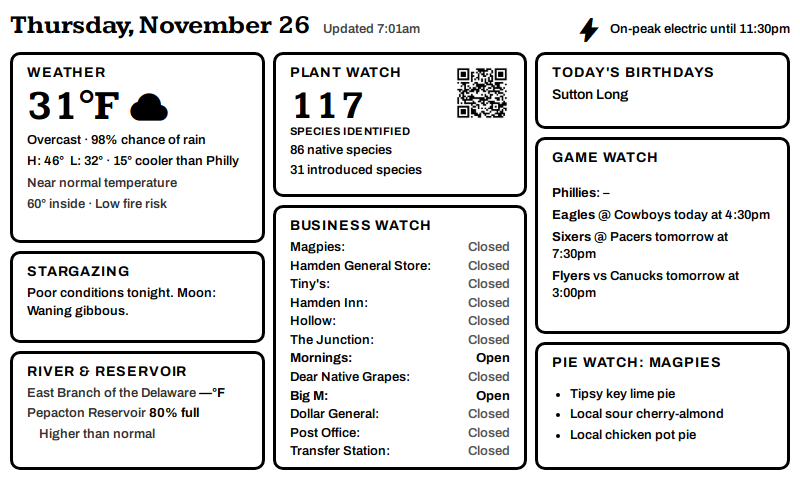 Thursday, November 26 Updated 7:01am
On-peak electric until 11:30pm
WEATHER
31°F
Overcast · 98% chance of rain
H: 46° L: 32° · 15° cooler than Philly
Near normal temperature
60° inside · Low fire risk
STARGAZING
Poor conditions tonight. Moon:
Waning gibbous.
RIVER & RESERVOIR
East Branch of the Delaware —°F
Pepacton Reservoir 80% full
Higher than normal
PLANT WATCH
117
SPECIES IDENTIFIED
86 native species
31 introduced species
BUSINESS WATCH
Magpies: Closed
Hamden General Store: Closed
Tiny's: Closed
Hamden Inn: Closed
Hollow: Closed
The Junction: Closed
Mornings: Open
Dear Native Grapes: Closed
Big M: Open
Dollar General: Closed
Post Office: Closed
Transfer Station: Closed
TODAY'S BIRTHDAYS
Sutton Long
GAME WATCH
Phillies: –
Eagles @ Cowboys today at 4:30pm
Sixers @ Pacers tomorrow at
7:30pm
Flyers vs Canucks tomorrow at
3:00pm
PIE WATCH: MAGPIES
• Tipsy key lime pie
• Local sour cherry-almond
• Local chicken pot pie